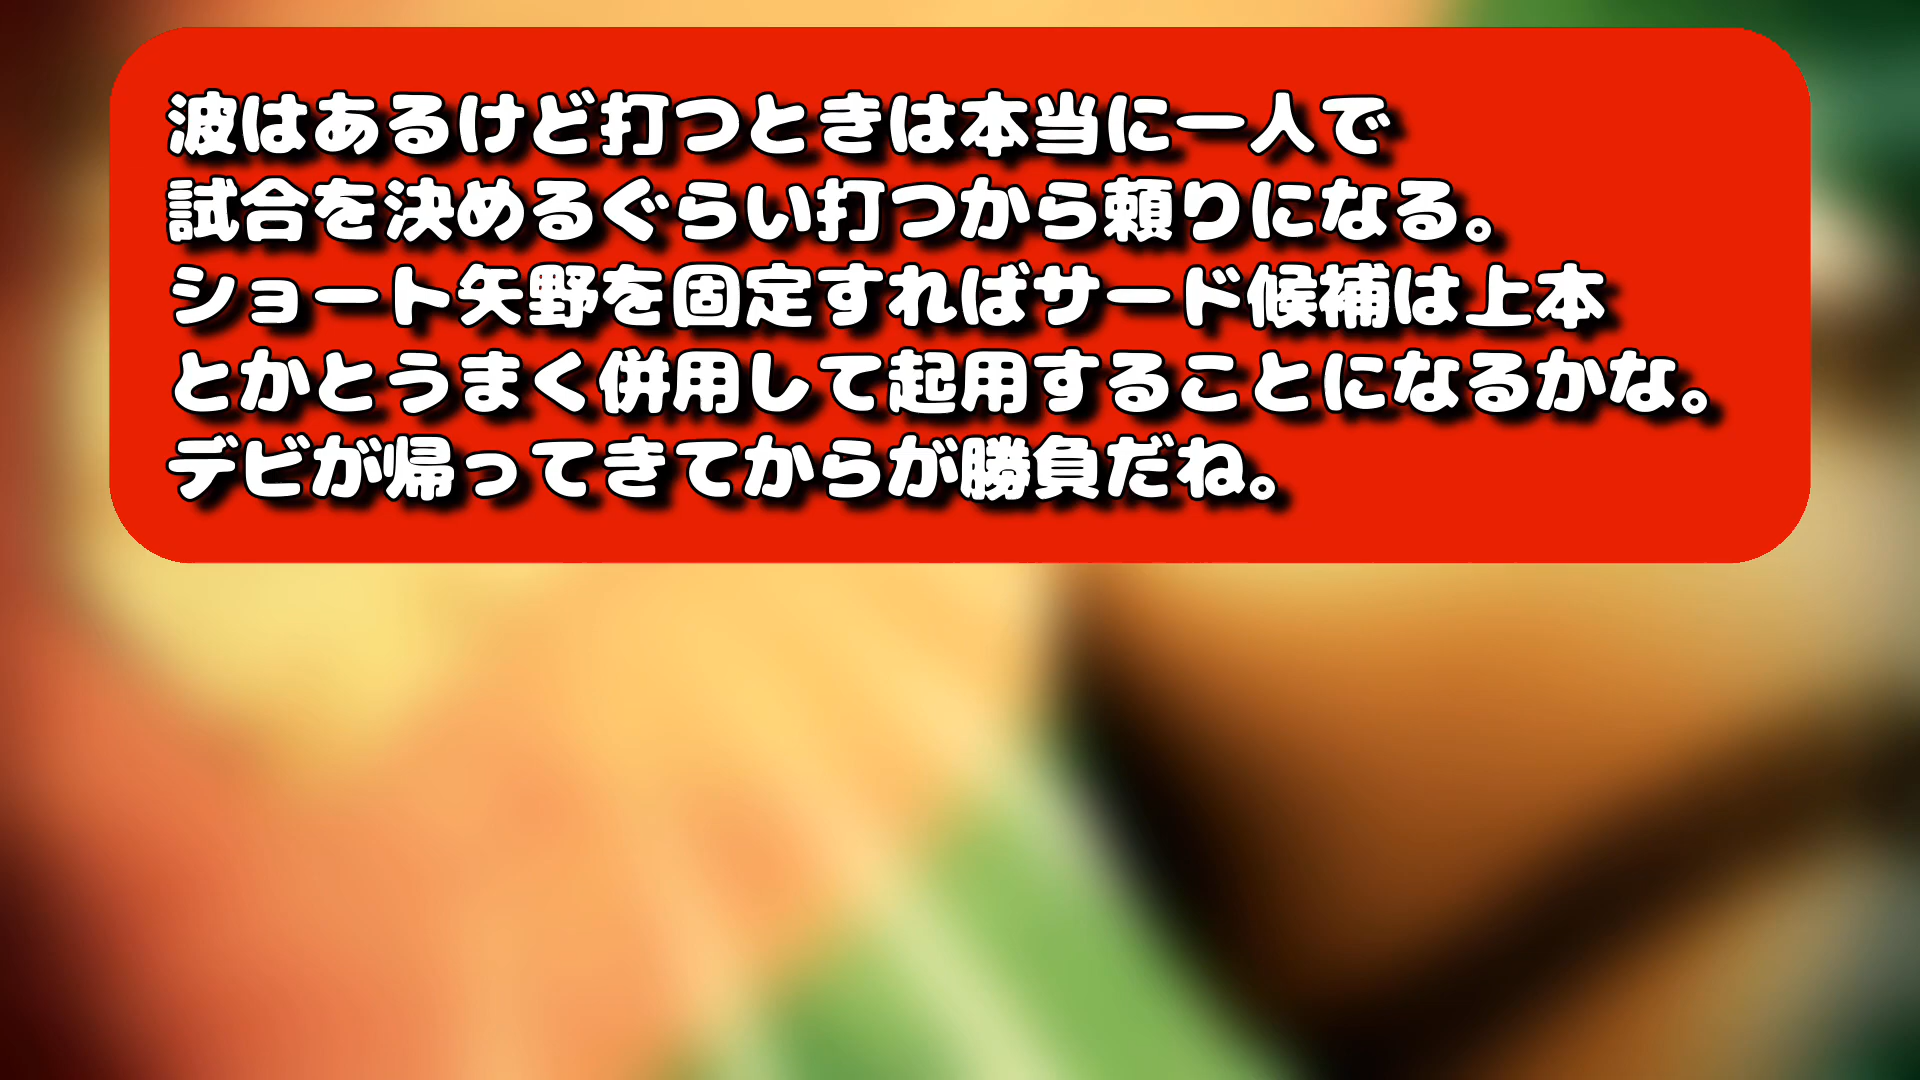 波はあるけど打つときは本当に一人で
試合を決めるぐらい打つから頼りになる。
ショート矢野を固定すればサード候補は上本
とかとうまく併用して起用することになるかな。
デビが帰ってきてからが勝負だね。